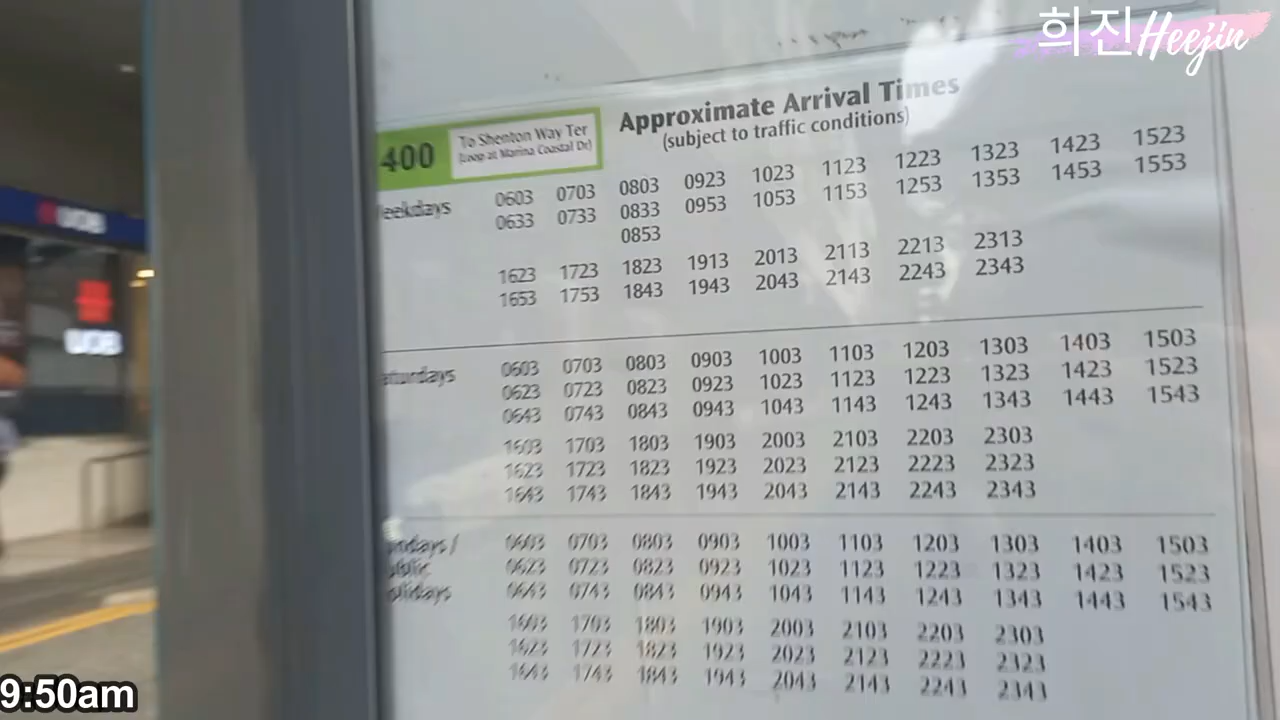 희진 Heejin
Approximate Arrival Times
(subject to traffic conditions)
400
To Shenton Way Ter
(Loop at Marina Coastal Dr)
eekdays
0603 0703 0803 0923 1023 1123 1223 1323 1423 1523
0633 0733 0833 0953 1053 1153 1253 1353 1453 1553
0853
1623 1723 1823 1913 2013 2113 2213 2313
1653 1753 1843 1943 2043 2143 2243 2343
aturdays
0603 0703 0803 0903 1003 1103 1203 1303 1403 1503
0623 0723 0823 0923 1023 1123 1223 1323 1423 1523
0643 0743 0843 0943 1043 1143 1243 1343 1443 1543
1603 1703 1803 1903 2003 2103 2203 2303
1623 1723 1823 1923 2023 2123 2223 2323
1643 1743 1843 1943 2043 2143 2243 2343
undays /
ublic
olidays
0603 0703 0803 0903 1003 1103 1203 1303 1403 1503
0623 0723 0823 0923 1023 1123 1223 1323 1423 1523
0643 0743 0843 0943 1043 1143 1243 1343 1443 1543
1603 1703 1803 1903 2003 2103 2203 2303
1623 1723 1823 1923 2023 2123 2223 2323
1643 1743 1843 1943 2043 2143 2243 2343
UOB
UOB
9:50am